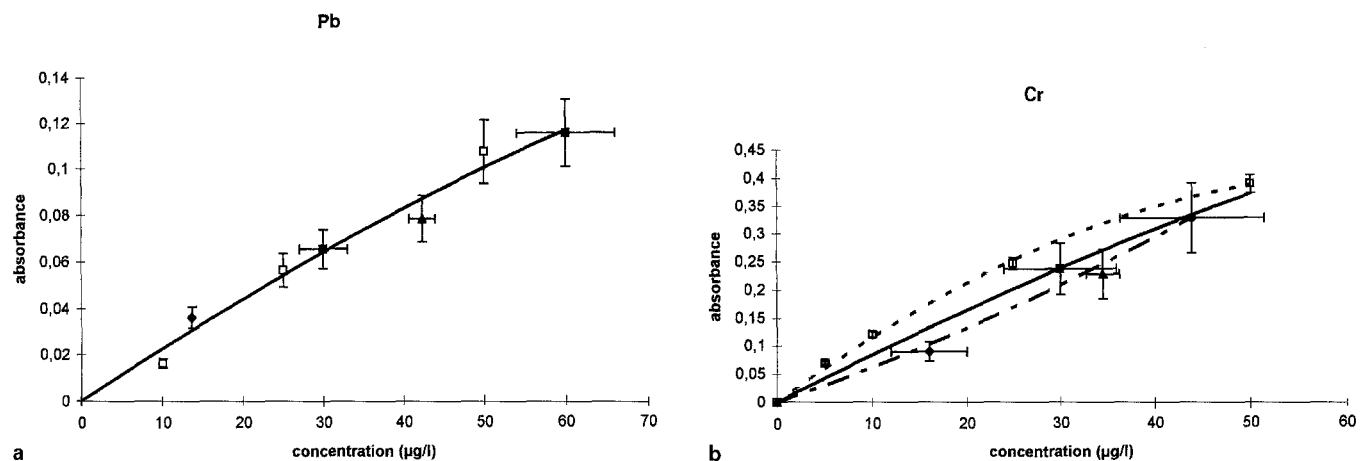 Pb
0,14
0,12
0,1
0,08
0,06
0,04
0,02
0
absorbance
0 10 20 30 40 50 60 70
concentration (µg/l)
a
Cr
0,45
0,4
0,35
0,3
0,25
0,2
0,15
0,1
0,05
0
absorbance
0 10 20 30 40 50 60
concentration (µg/l)
b